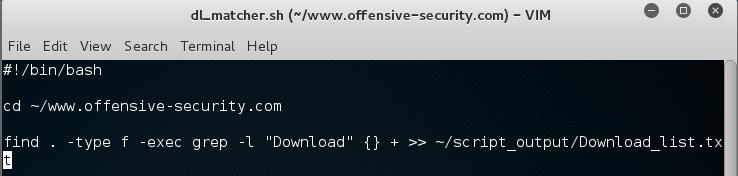 dl_matcher.sh (~/www.offensive-security.com) – VIM
File Edit View Search Terminal Help
#!/bin/bash
cd ~/www.offensive-security.com
find . -type f -exec grep -l "Download" {} + >> ~/script_output/Download_list.tx
t